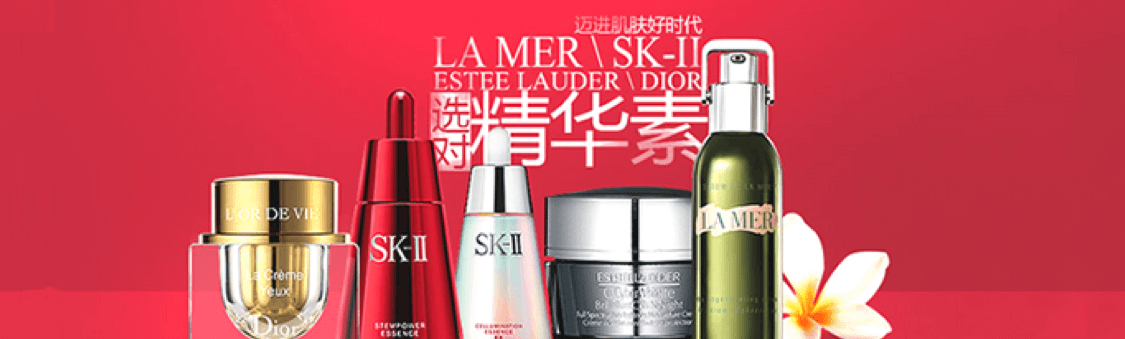 迈进肌肤好时代
LA MER \ SK-II
ESTEE LAUDER \ DIOR
选对
精华素
L'OR DE VIE
La Crème
Yeux
Dior
SK-II
STEMPOWER
ESSENCE
SK-II
CELLUMINATION
ESSENCE
ESTEE LAUDER
LA MER